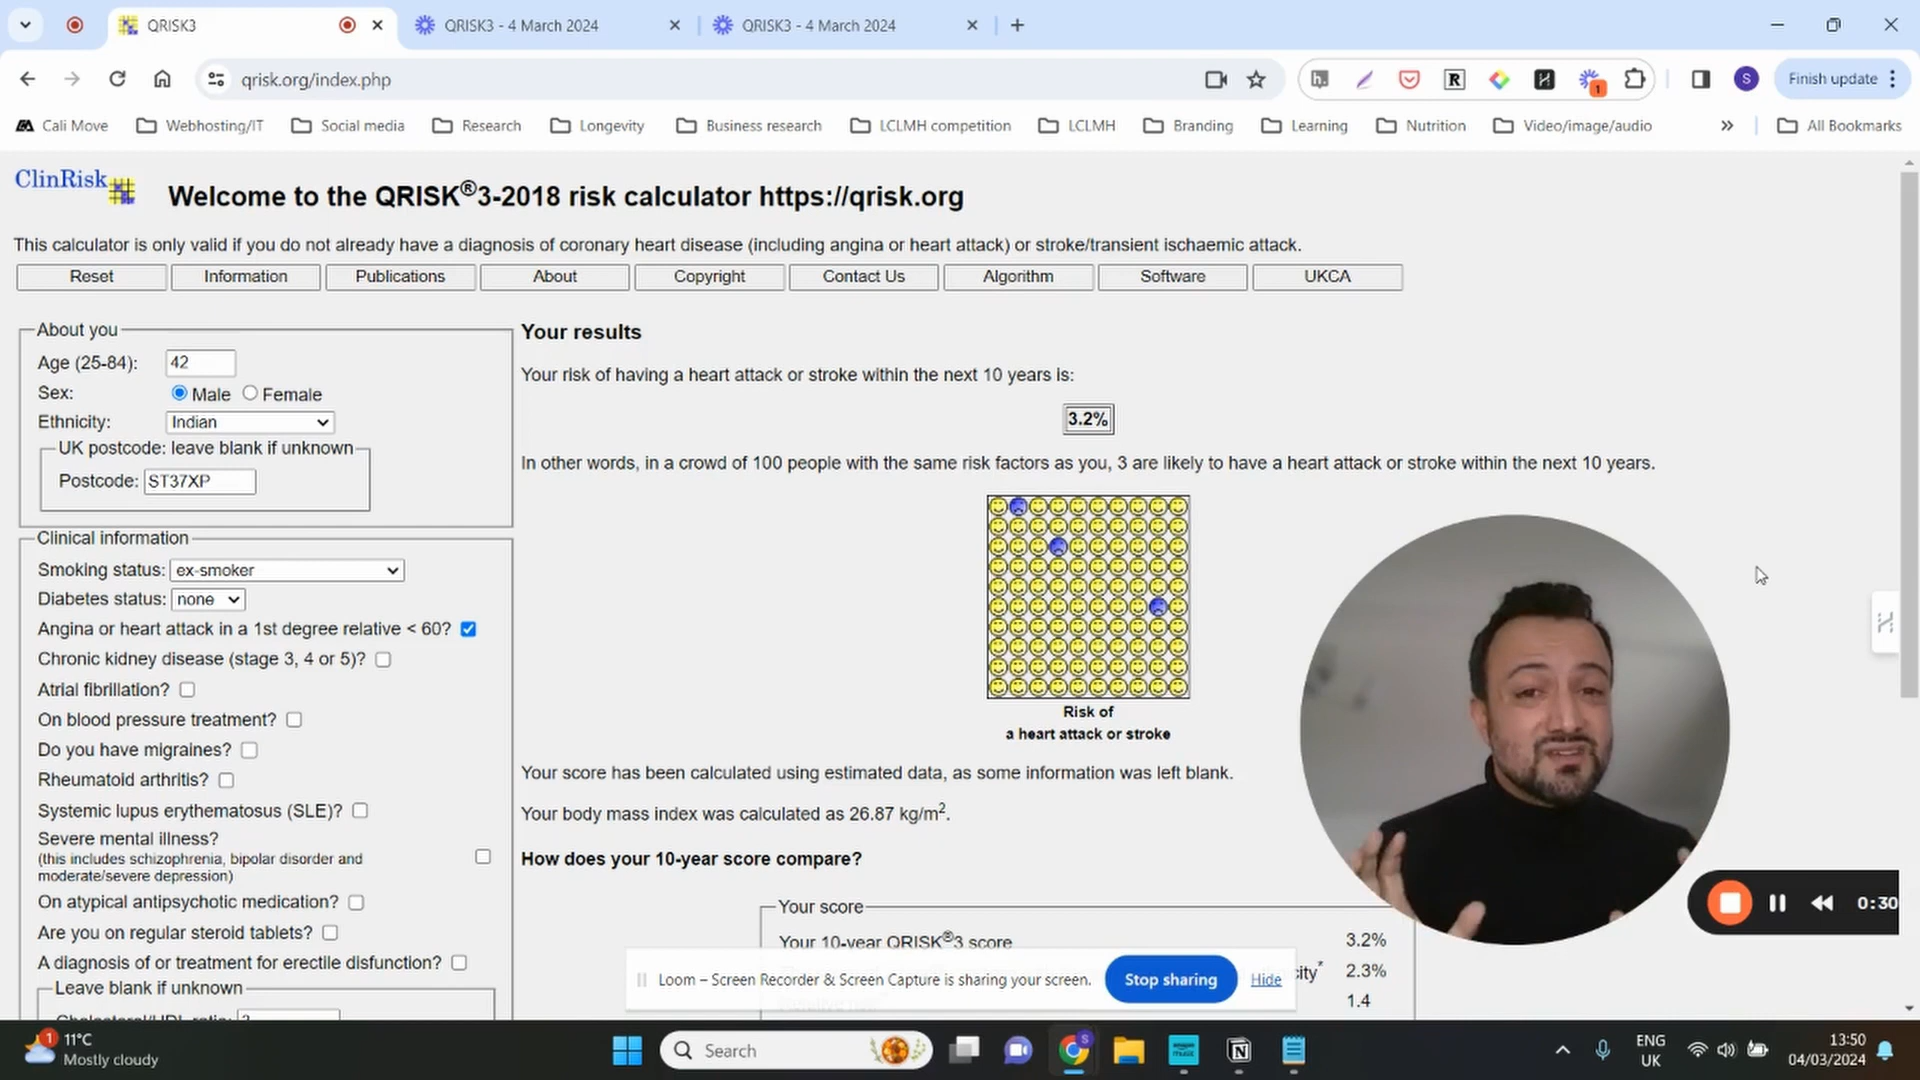 QRISK3
QRISK3 - 4 March 2024
QRISK3 - 4 March 2024
qrisk.org/index.php
h.
R
1
S
Finish update
Cali Move
Webhosting/IT
Social media
Research
Longevity
Business research
LCLMH competition
LCLMH
Branding
Learning
Nutrition
Video/image/audio
All Bookmarks
ClinRisk
Welcome to the QRISK®3-2018 risk calculator https://qrisk.org
This calculator is only valid if you do not already have a diagnosis of coronary heart disease (including angina or heart attack) or stroke/transient ischaemic attack.
Reset
Information
Publications
About
Copyright
Contact Us
Algorithm
Software
UKCA
About you
Age (25-84): 42
Sex: Male Female
Ethnicity: Indian
UK postcode: leave blank if unknown
Postcode: ST37XP
Clinical information
Smoking status: ex-smoker
Diabetes status: none
Angina or heart attack in a 1st degree relative < 60?
Chronic kidney disease (stage 3, 4 or 5)?
Atrial fibrillation?
On blood pressure treatment?
Do you have migraines?
Rheumatoid arthritis?
Systemic lupus erythematosus (SLE)?
Severe mental illness?
(this includes schizophrenia, bipolar disorder and
moderate/severe depression)
On atypical antipsychotic medication?
Are you on regular steroid tablets?
A diagnosis of or treatment for erectile disfunction?
Leave blank if unknown
Your results
Your risk of having a heart attack or stroke within the next 10 years is:
3.2%
In other words, in a crowd of 100 people with the same risk factors as you, 3 are likely to have a heart attack or stroke within the next 10 years.
Risk of
a heart attack or stroke
Your score has been calculated using estimated data, as some information was left blank.
Your body mass index was calculated as 26.87 kg/m².
How does your 10-year score compare?
Your score
Your 10-year QRISK®3 score 3.2%
city* 2.3%
1.4
Loom – Screen Recorder & Screen Capture is sharing your screen.
Stop sharing
Hide
0:30
1
11°C
Mostly cloudy
Search
S
amazon
music
ENG
UK
13:50
04/03/2024